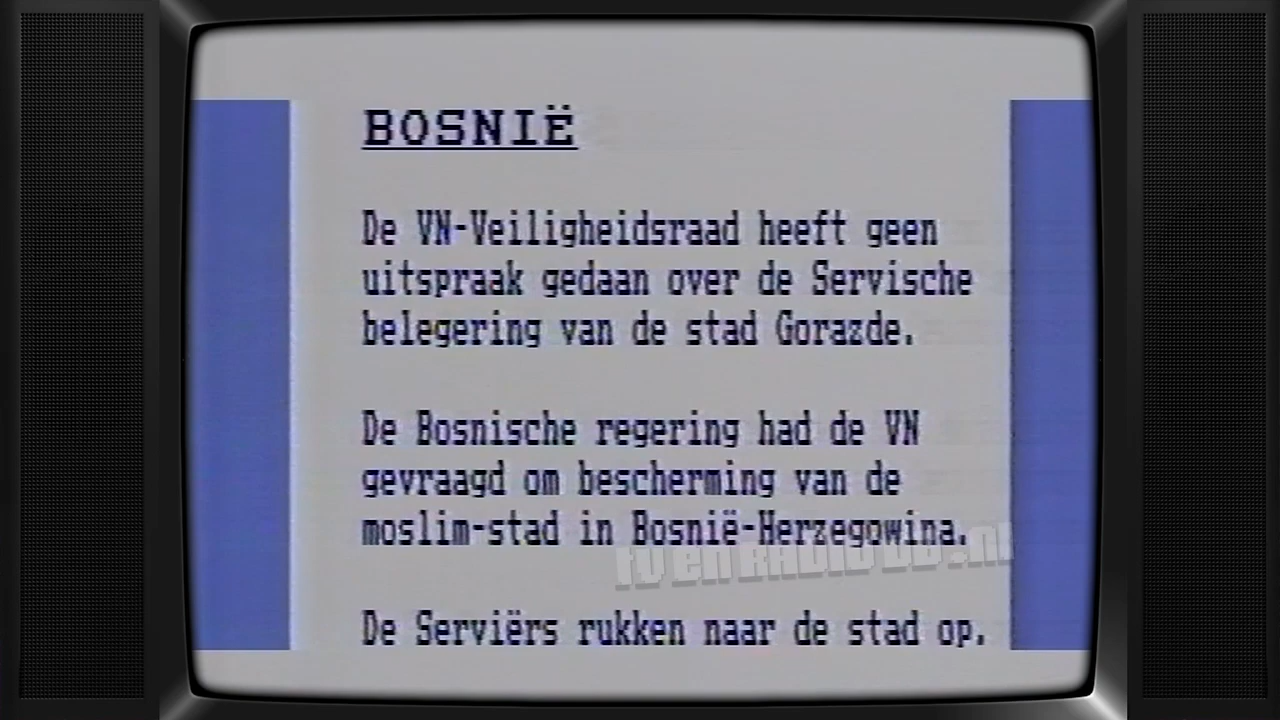 BOSNIË
De VN-Veiligheidsraad heeft geen
uitspraak gedaan over de Servische
belegering van de stad Gorazde.
De Bosnische regering had de VN
gevraagd om bescherming van de
moslim-stad in Bosnië-Herzegowina.
tvenRADIODB.nl
De Serviërs rukken naar de stad op.